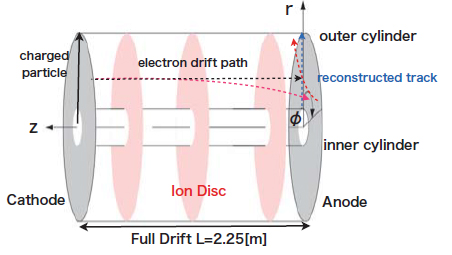 r
outer cylinder
charged
particle
electron drift path
reconstructed track
ϕ
z
inner cylinder
Ion Disc
Cathode
Anode
Full Drift L=2.25[m]